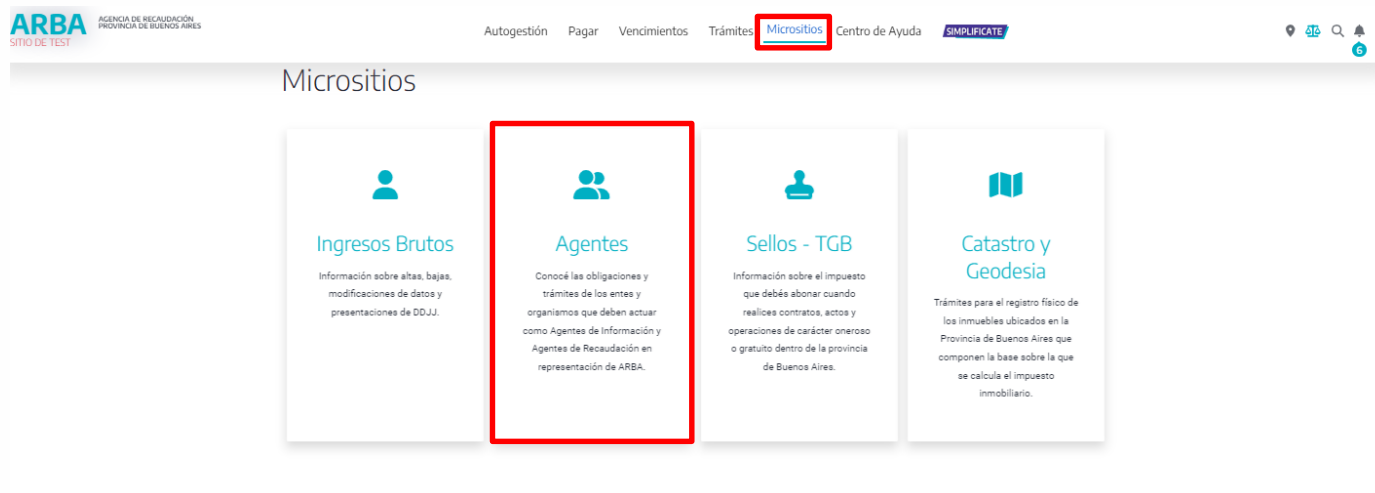 ARBA
AGENCIA DE RECAUDACIÓN
PROVINCIA DE BUENOS AIRES
SITIO DE TEST
Autogestión Pagar Vencimientos Trámites Micrositios Centro de Ayuda SIMPLIFICATE
6
Micrositios
Ingresos Brutos
Información sobre altas, bajas,
modificaciones de datos y
presentaciones de DDJJ.
Agentes
Conocé las obligaciones y
trámites de los entes y
organismos que deben actuar
como Agentes de Información y
Agentes de Recaudación en
representación de ARBA.
Sellos - TGB
Información sobre el impuesto
que debés abonar cuando
realices contratos, actos y
operaciones de carácter oneroso
o gratuito dentro de la provincia
de Buenos Aires.
Catastro y
Geodesia
Trámites para el registro físico de
los inmuebles ubicados en la
Provincia de Buenos Aires que
componen la base sobre la que
se calcula el impuesto
inmobiliario.